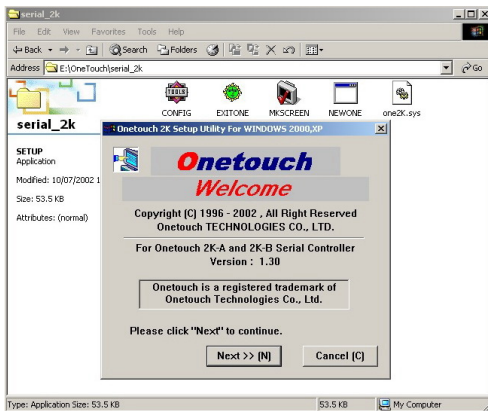 serial_2k
File Edit View Favorites Tools Help
Back Search Folders
Address E:\OneTouch\serial_2k Go
TOOLS
CONFIG EXITONE MKSCREEN NEWONE one2K.sys
serial_2k
SETUP
Application
Modified: 10/07/2002 1
Size: 53.5 KB
Attributes: (normal)
Onetouch 2K Setup Utility For WINDOWS 2000,XP
Onetouch
Welcome
Copyright (C) 1996 - 2002 , All Right Reserved
Onetouch TECHNOLOGIES CO., LTD.
For Onetouch 2K-A and 2K-B Serial Controller
Version : 1.30
Onetouch is a registered trademark of
Onetouch Technologies Co., Ltd.
Please click "Next" to continue.
Next >> (N) Cancel (C)
Type: Application Size: 53.5 KB 53.5 KB My Computer